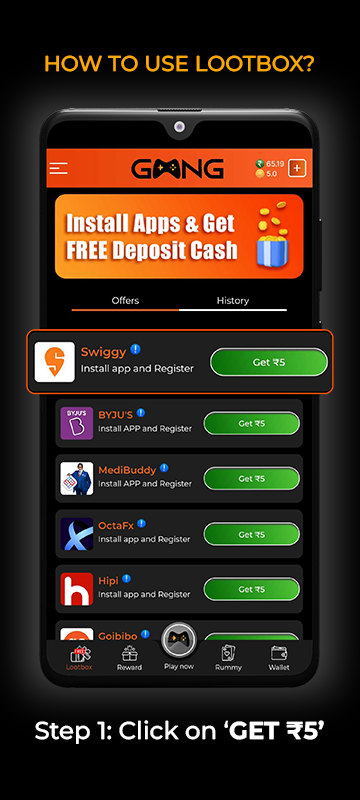 HOW TO USE LOOTBOX?
GANG
₹ 65.19
5.0
+
Install Apps & Get
FREE Deposit Cash
Offers
History
Swiggy
Install app and Register
Get ₹5
BYJU'S
BYJU'S
Install APP and Register
Get ₹5
MediBuddy
Install APP and Register
Get ₹5
OctaFx
Install app and Register
Get ₹5
Hipi
Install app and Register
Get ₹5
Goibibo
Lootbox
Reward
Play now
Rummy
Wallet
Step 1: Click on ‘GET ₹5’